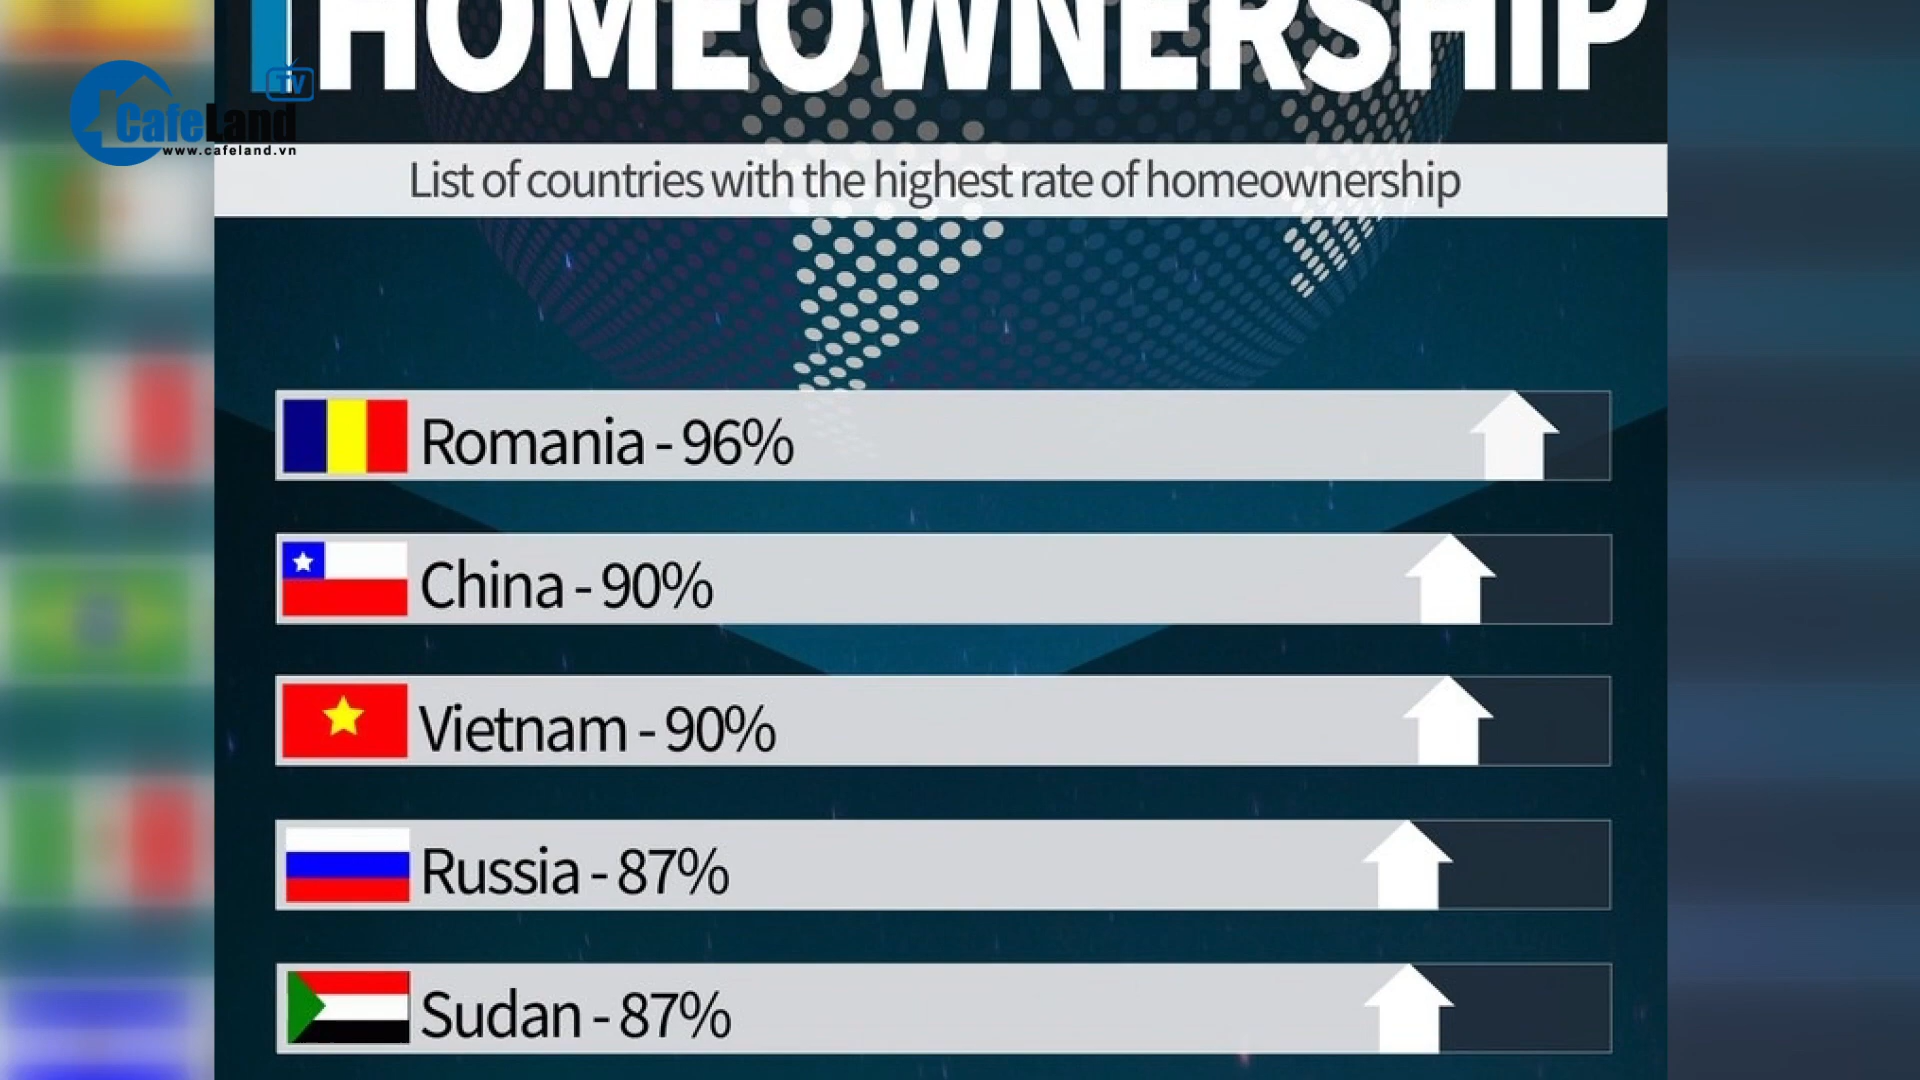 HOMEOWNERSHIP
TV
CafeLand
www.cafeland.vn
List of countries with the highest rate of homeownership
Romania - 96%
China - 90%
Vietnam - 90%
Russia - 87%
Sudan - 87%